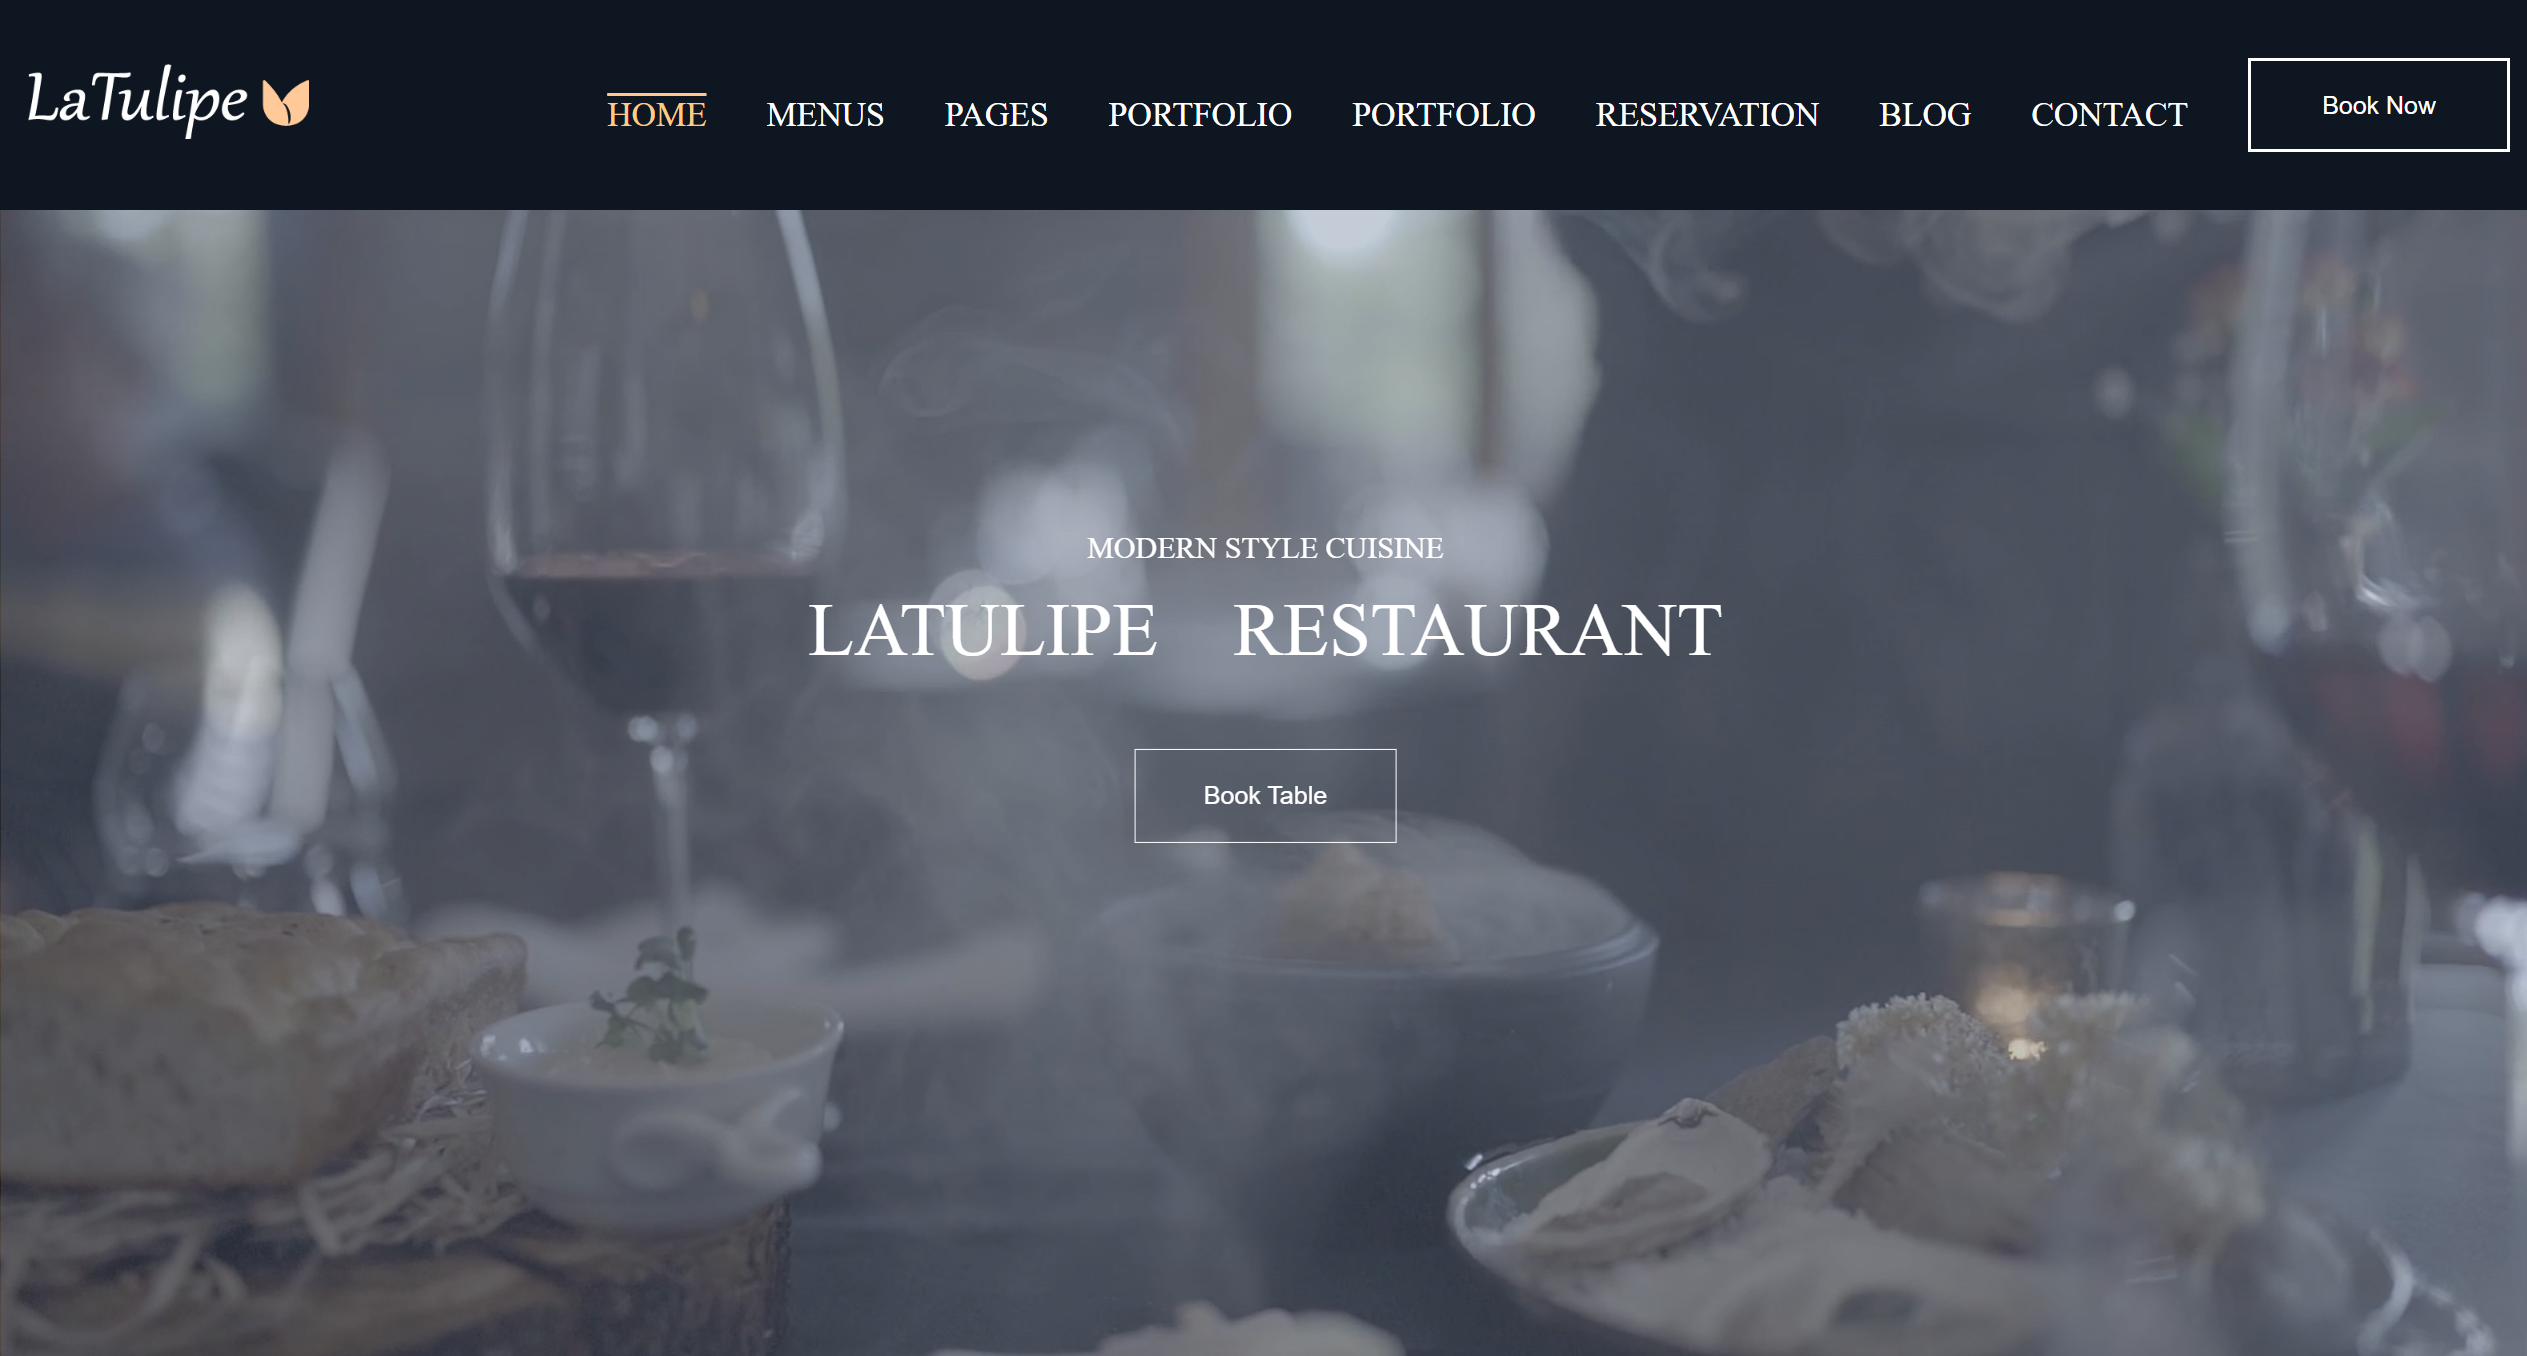 LaTulipe
HOME MENUS PAGES PORTFOLIO PORTFOLIO RESERVATION BLOG CONTACT Book Now
MODERN STYLE CUISINE
LATULIPE RESTAURANT
Book Table